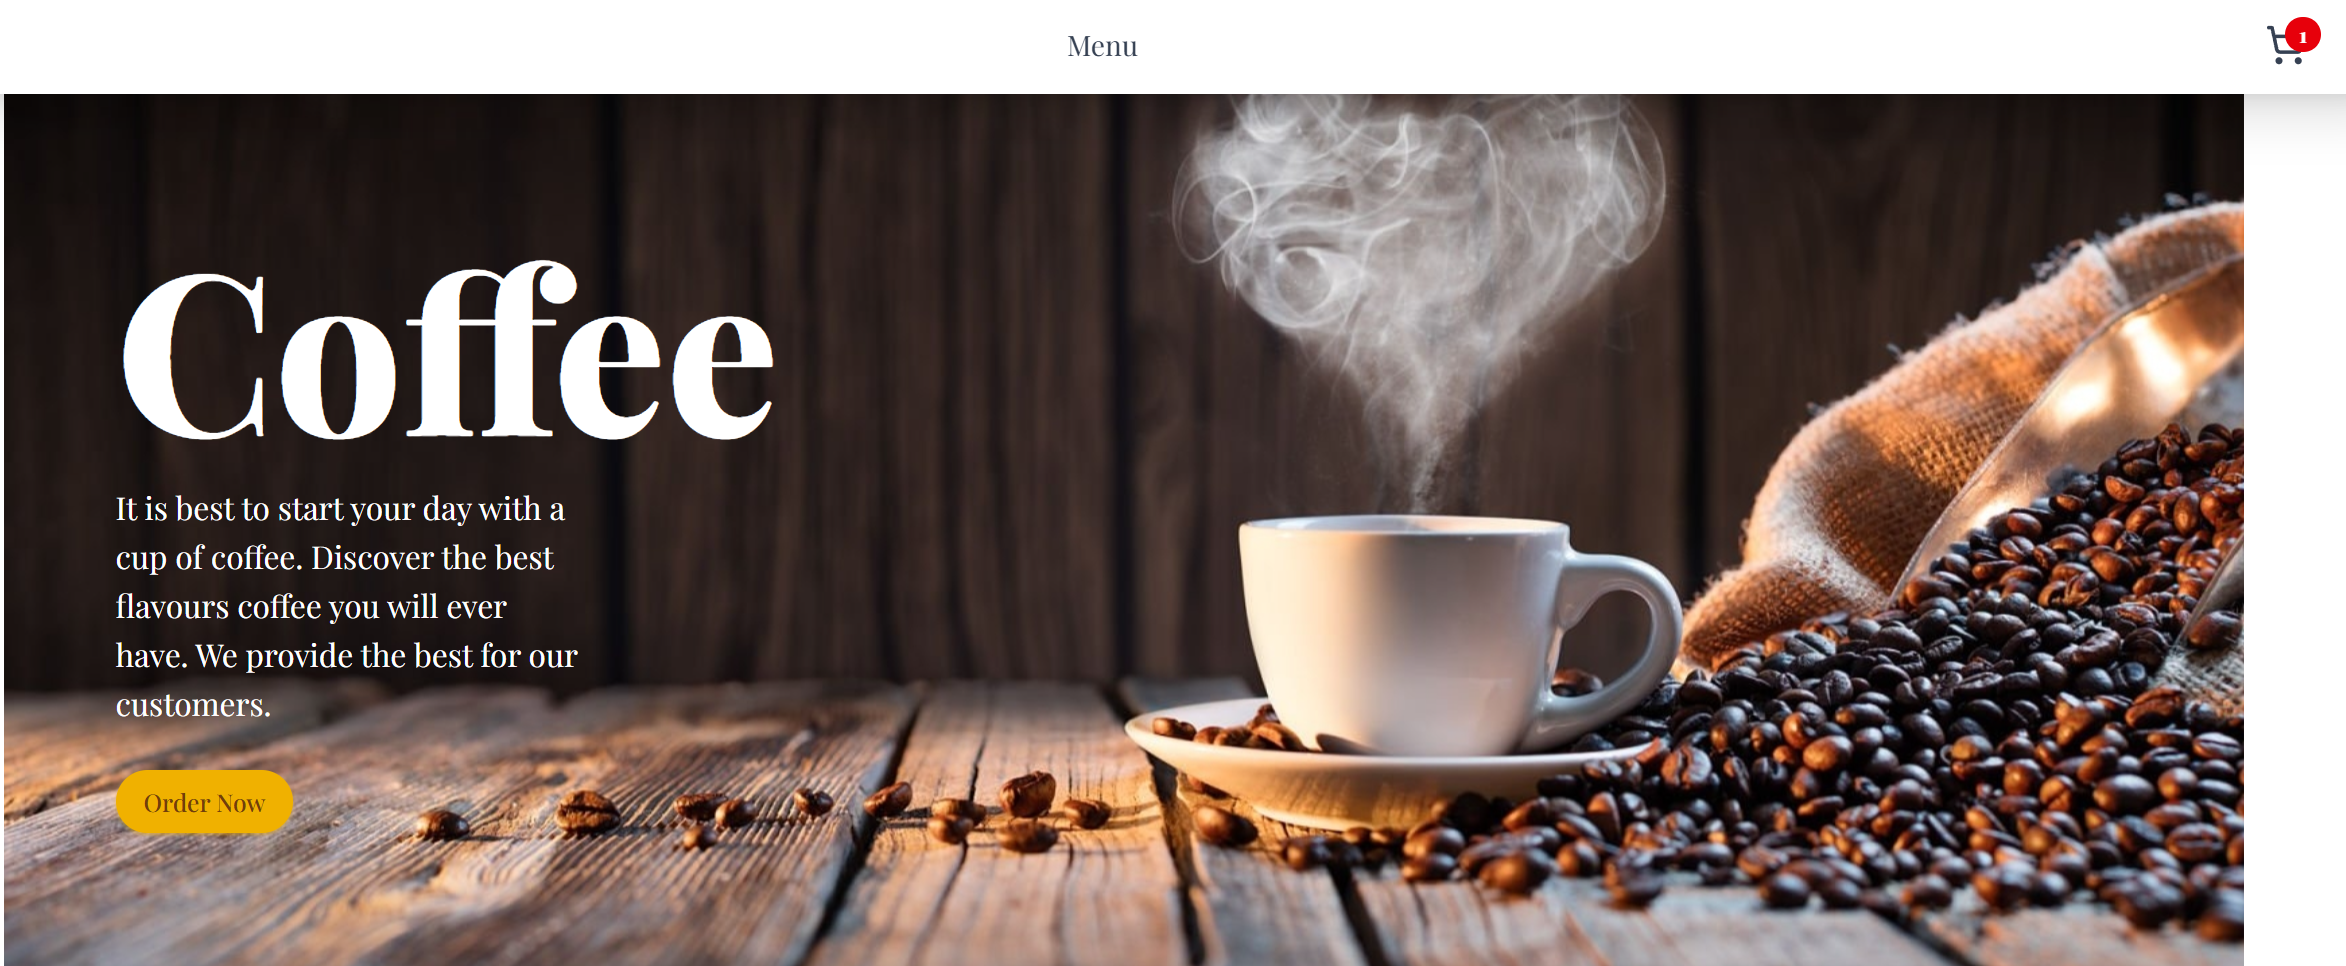 Menu
1
Coffee
It is best to start your day with a
cup of coffee. Discover the best
flavours coffee you will ever
have. We provide the best for our
customers.
Order Now